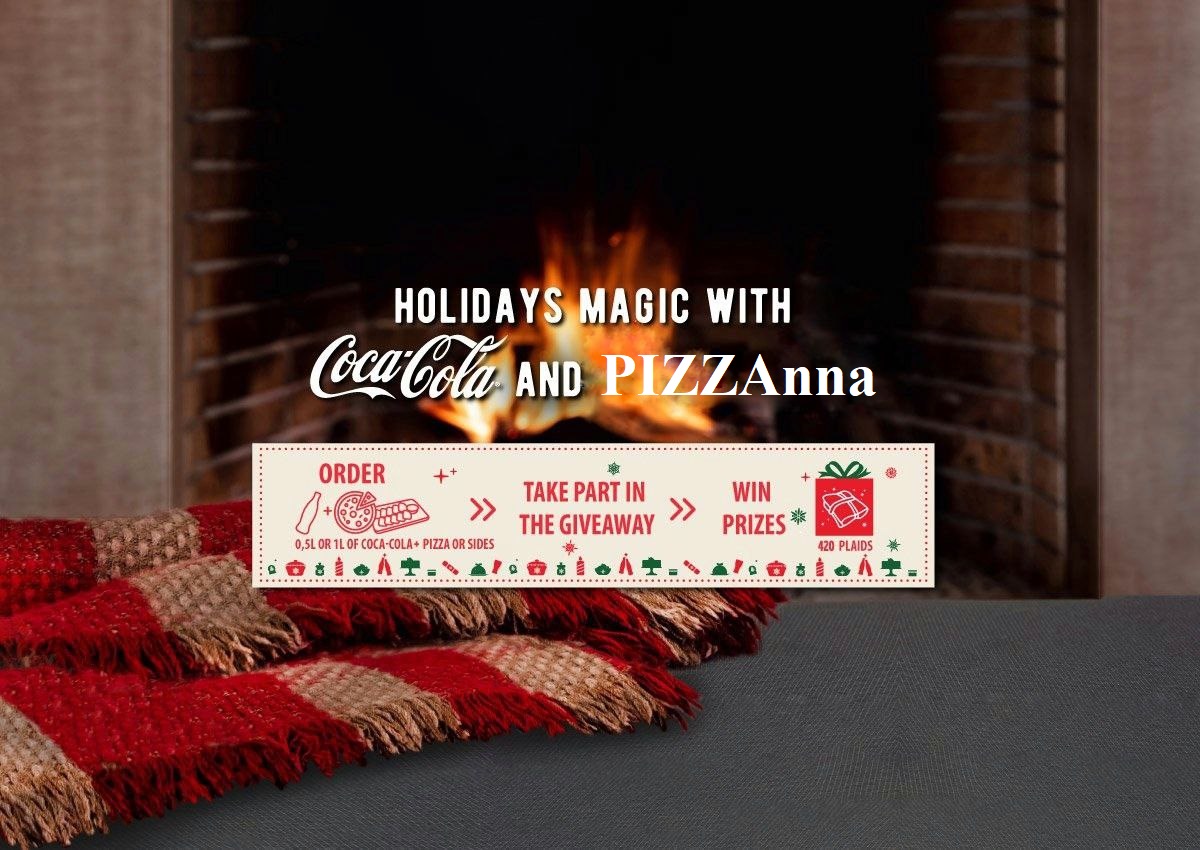 HOLIDAYS MAGIC WITH
Coca-Cola® AND PIZZAnna
ORDER
0,5L OR 1L OF COCA-COLA + PIZZA OR SIDES
TAKE PART IN
THE GIVEAWAY
WIN
PRIZES
420 PLAIDS